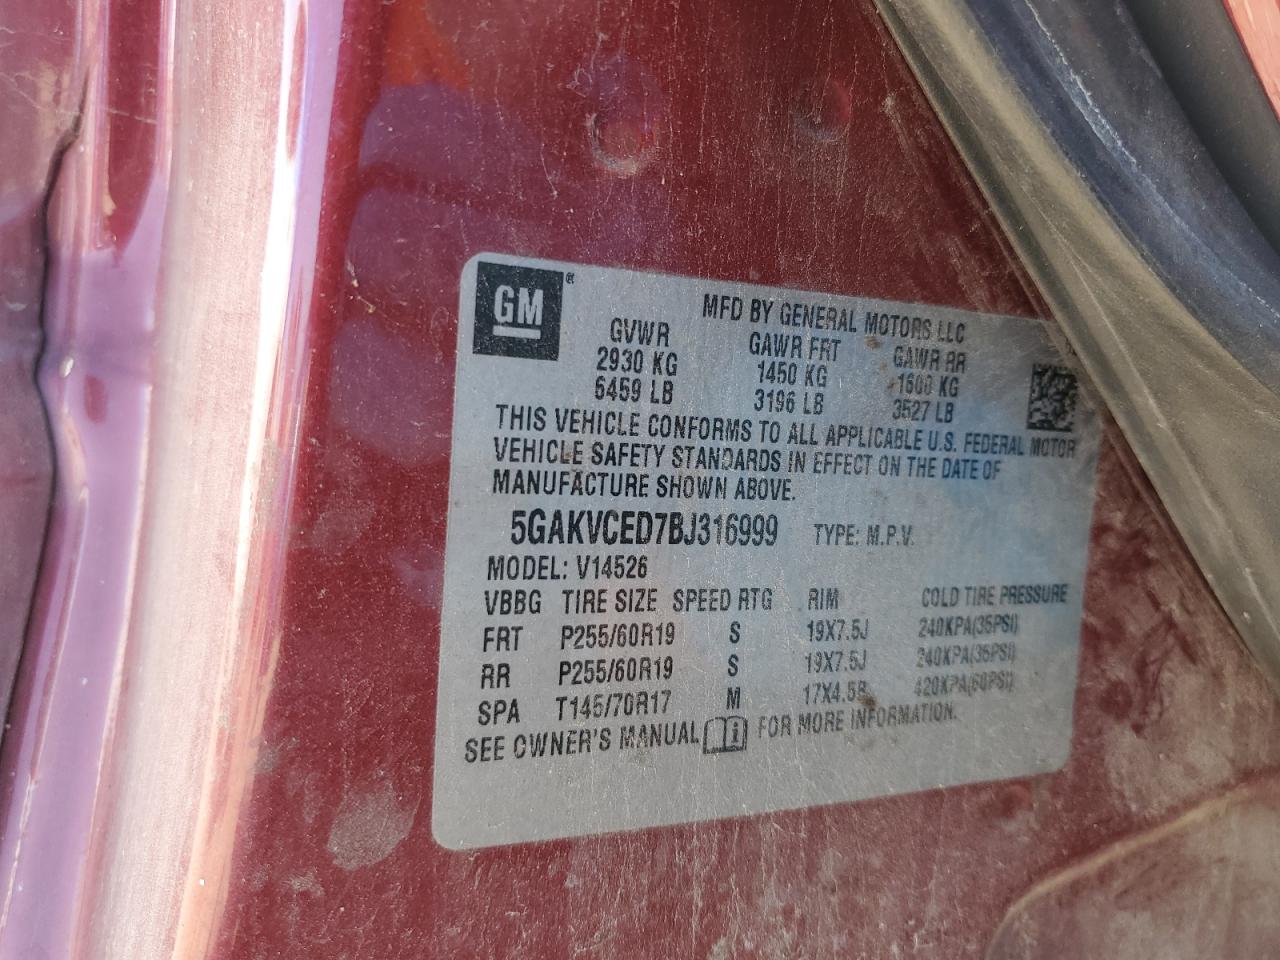 GM®
MFD BY GENERAL MOTORS LLC
GVWR GAWR FRT GAWR RR
2930 KG 1450 KG 1600 KG
6459 LB 3196 LB 3527 LB
THIS VEHICLE CONFORMS TO ALL APPLICABLE U.S. FEDERAL MOTOR
VEHICLE SAFETY STANDARDS IN EFFECT ON THE DATE OF
MANUFACTURE SHOWN ABOVE.
5GAKVCED7BJ316999 TYPE: M.P.V.
MODEL: V14526
VBBG TIRE SIZE SPEED RTG RIM COLD TIRE PRESSURE
FRT P255/60R19 S 19X7.5J 240KPA(35PSI)
RR P255/60R19 S 19X7.5J 240KPA(35PSI)
SPA T145/70R17 M 17X4.5B 420KPA(60PSI)
SEE OWNER'S MANUAL FOR MORE INFORMATION.